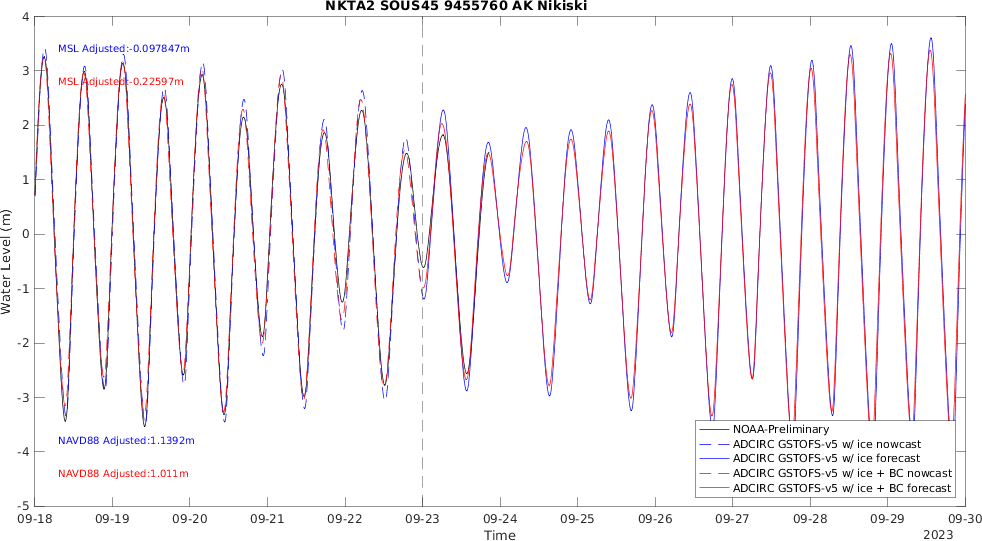 NKTA2 SOUS45 9455760 AK Nikiski
Water Level (m)
4
3
2
1
0
-1
-2
-3
-4
-5
MSL Adjusted:-0.097847m
MSL Adjusted:-0.22597m
NAVD88 Adjusted:1.1392m
NAVD88 Adjusted:1.011m
NOAA-Preliminary
ADCIRC GSTOFS-v5 w/ ice nowcast
ADCIRC GSTOFS-v5 w/ ice forecast
ADCIRC GSTOFS-v5 w/ ice + BC nowcast
ADCIRC GSTOFS-v5 w/ ice + BC forecast
09-18 09-19 09-20 09-21 09-22 09-23 09-24 09-25 09-26 09-27 09-28 09-29 09-30
Time
2023